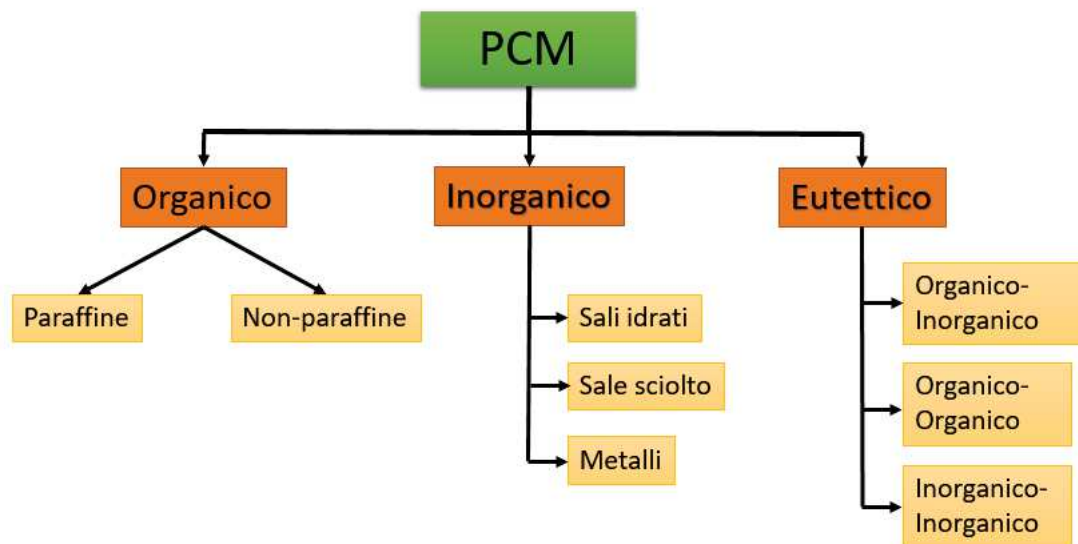 PCM
Organico
Inorganico
Eutettico
Paraffine
Non-paraffine
Sali idrati
Sale sciolto
Metalli
Organico-
Inorganico
Organico-
Organico
Inorganico-
Inorganico